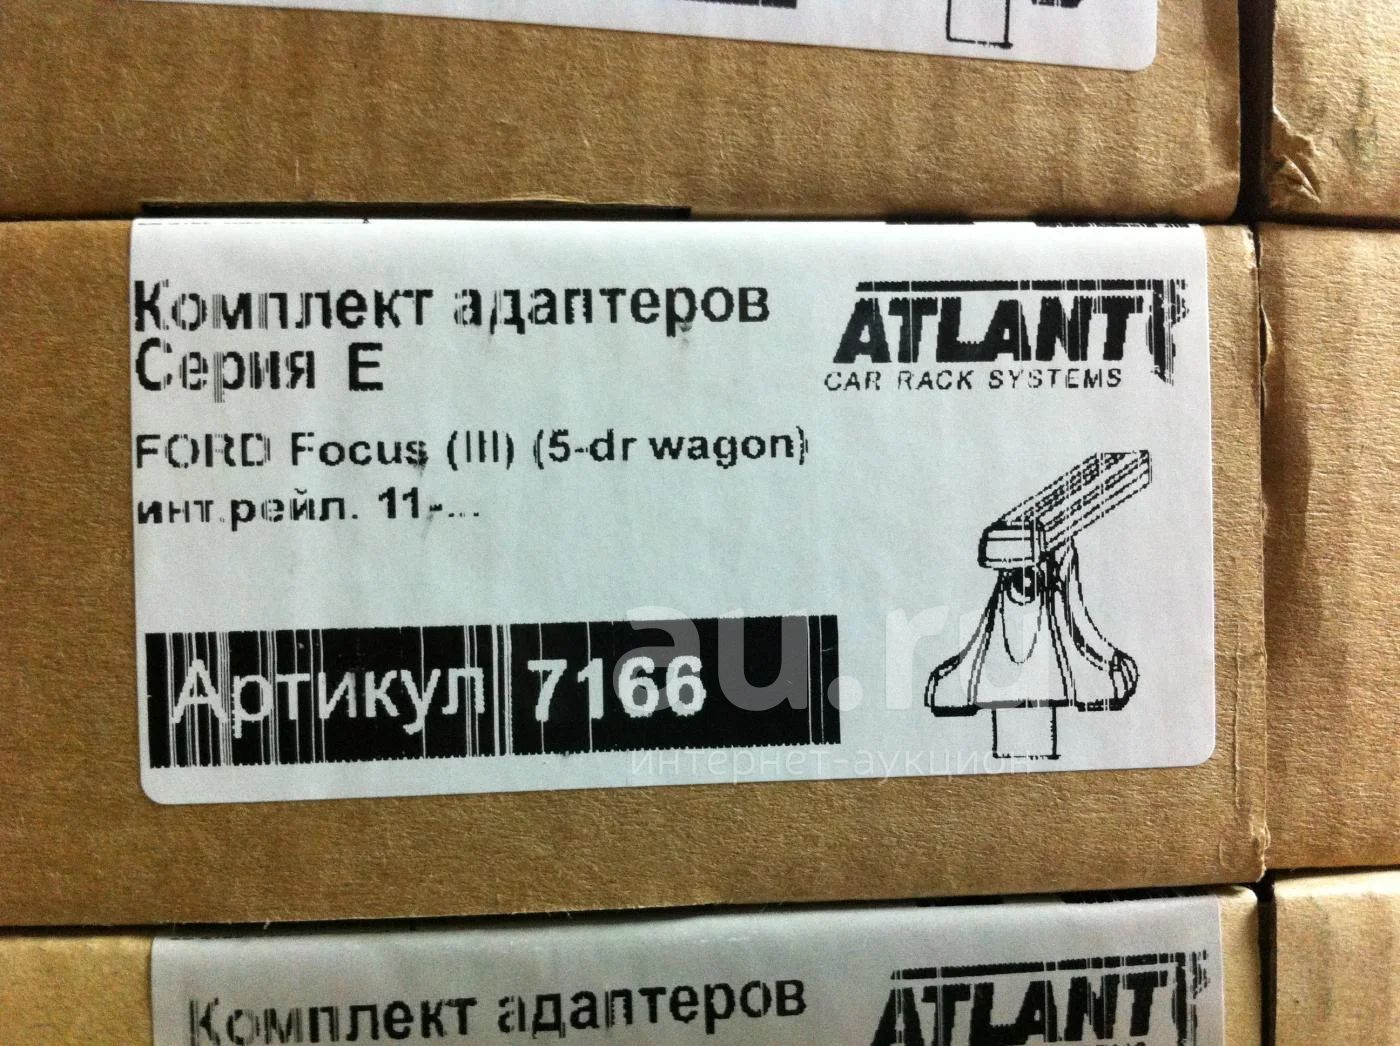 Комплект адаптеров
Серия E
ATLANT
CAR RACK SYSTEMS
FORD Focus (III) (5-dr wagon)
инт.рейл. 11-...
Артикул 7166
au.ru
интернет-аукцион
Комплект адаптеров
ATLANT